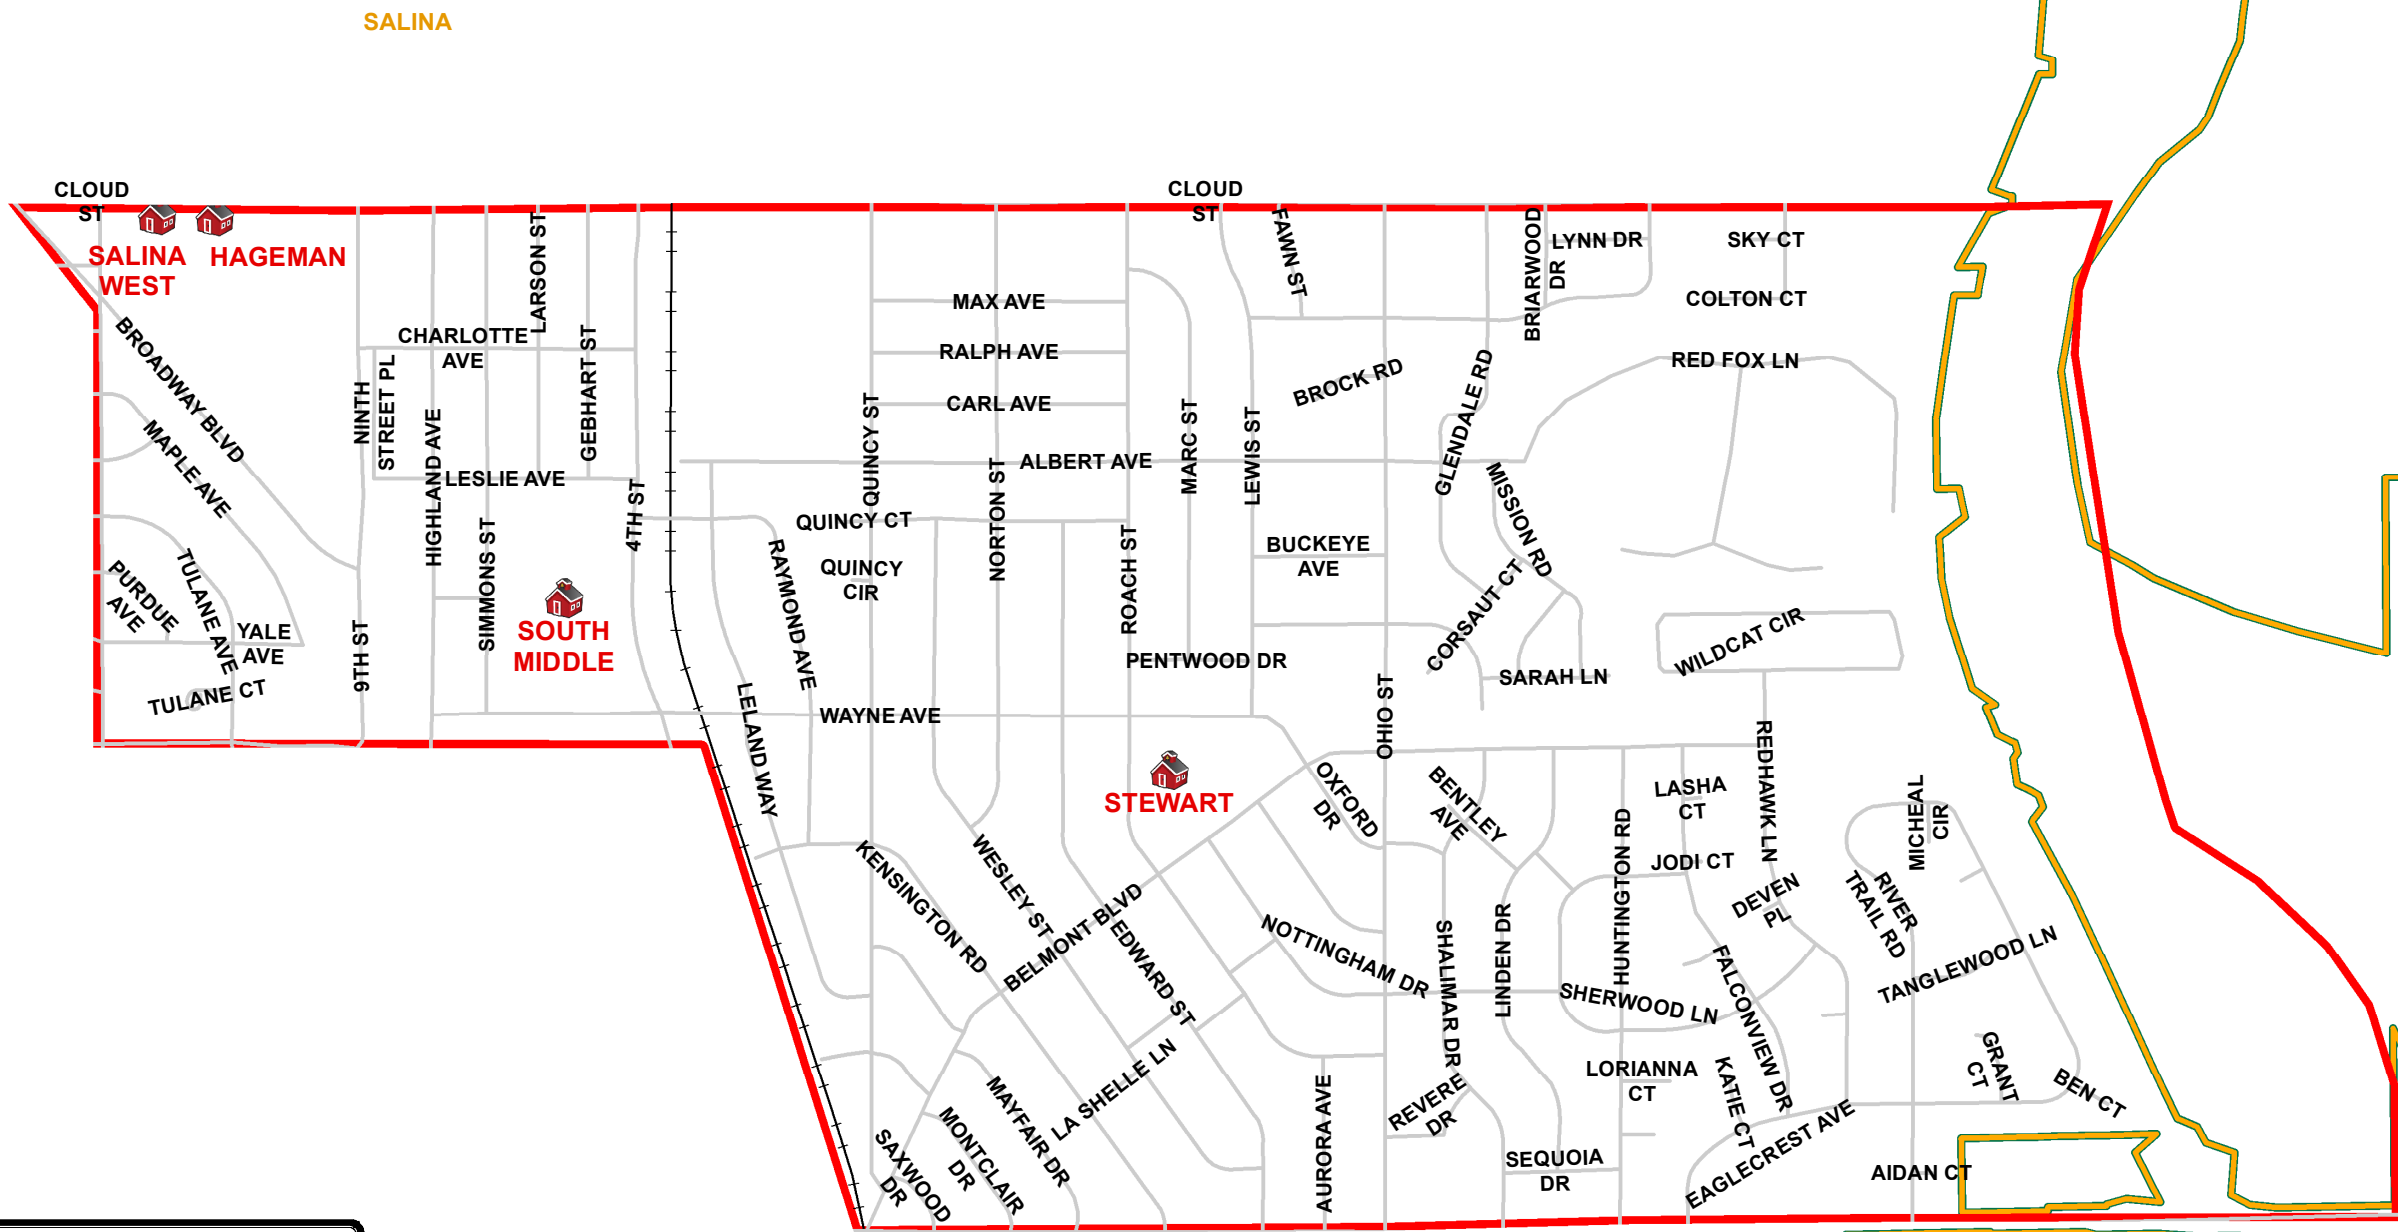 SALINA
CLOUD
ST
CLOUD
ST
SALINA
WEST
HAGEMAN
LARSON ST
FAWN ST
BRIARWOOD
DR
LYNN DR
SKY CT
COLTON CT
MAX AVE
CHARLOTTE
AVE
RALPH AVE
RED FOX LN
BROADWAY BLVD
NINTH
STREET PL
GEBHART ST
BROCK RD
GLENDALE RD
CARL AVE
QUINCY ST
MARC ST
LEWIS ST
MAPLE AVE
HIGHLAND AVE
LESLIE AVE
ALBERT AVE
NORTON ST
4TH ST
MISSION RD
QUINCY CT
SIMMONS ST
ROACH ST
RAYMOND AVE
BUCKEYE
AVE
QUINCY
CIR
PURDUE
AVE
TULANE AVE
CORSAUT CT
YALE
AVE
9TH ST
SOUTH
MIDDLE
WILDCAT CIR
PENTWOOD DR
SARAH LN
TULANE CT
OHIO ST
LELAND WAY
WAYNE AVE
REDHAWK LN
STEWART
OXFORD
DR
BENTLEY
AVE
LASHA
CT
MICHEAL
CIR
HUNTINGTON RD
JODI CT
KENSINGTON RD
WESLEY ST
BELMONT BLVD
EDWARD ST
DEVEN
PL
RIVER
TRAIL RD
NOTTINGHAM DR
SHALIMAR DR
LINDEN DR
SHERWOOD LN
FALCONVIEW DR
TANGLEWOOD LN
LA SHELLE LN
MAYFAIR DR
MONTCLAIR
DR
SAXWOOD
DR
AURORA AVE
REVERE
DR
LORIANNA
CT
KATIE CT
GRANT
CT
BEN CT
EAGLECREST AVE
SEQUOIA
DR
AIDAN CT